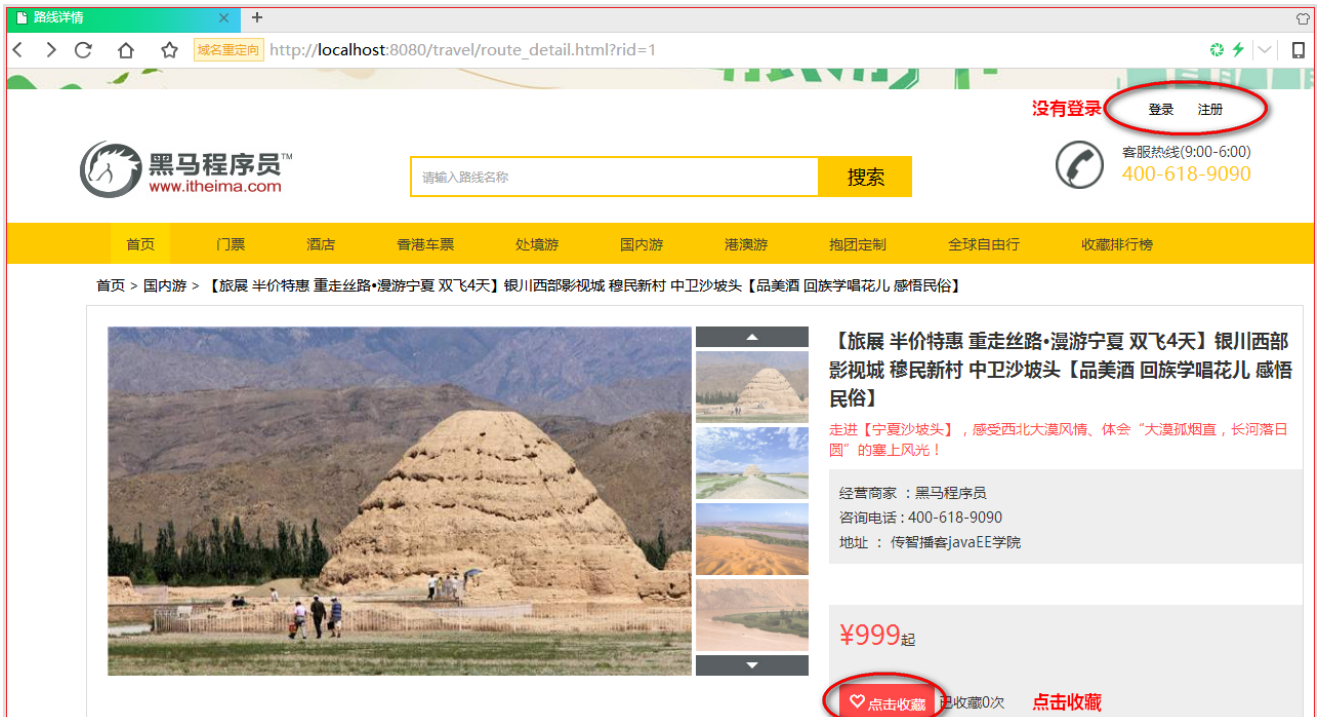 路线详情
域名重定向 http://localhost:8080/travel/route_detail.html?rid=1
没有登录 登录 注册
黑马程序员TM
www.itheima.com
请输入路线名称 搜索
客服热线(9:00-6:00)
400-618-9090
首页 门票 酒店 香港车票 处境游 国内游 港澳游 抱团定制 全球自由行 收藏排行榜
首页 > 国内游 > 【旅展 半价特惠 重走丝路•漫游宁夏 双飞4天】银川西部影视城 穆民新村 中卫沙坡头【品美酒 回族学唱花儿 感悟民俗】
【旅展 半价特惠 重走丝路•漫游宁夏 双飞4天】银川西部
影视城 穆民新村 中卫沙坡头【品美酒 回族学唱花儿 感悟
民俗】
走进【宁夏沙坡头】，感受西北大漠风情、体会“大漠孤烟直，长河落日
圆”的塞上风光！
经营商家 ：黑马程序员
咨询电话 : 400-618-9090
地址 ： 传智播客javaEE学院
¥999起
点击收藏 已收藏0次 点击收藏